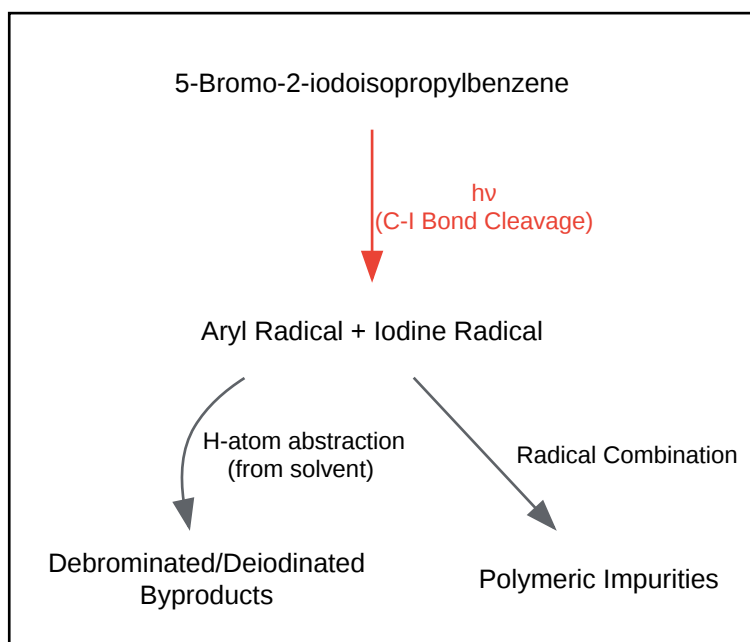 5-Bromo-2-iodoisopropylbenzene
hν
(C-I Bond Cleavage)
Aryl Radical + Iodine Radical
H-atom abstraction
(from solvent)
Radical Combination
Debrominated/Deiodinated
Byproducts
Polymeric Impurities